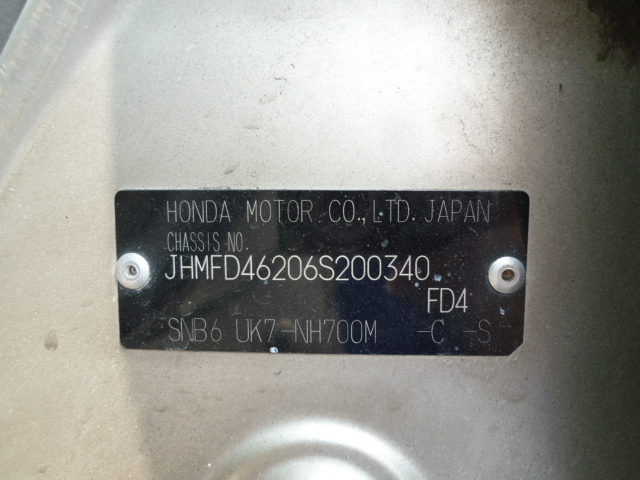 HONDA MOTOR CO.,LTD. JAPAN
CHASSIS NO.
JHMFD46206S200340
FD4
SNB6 UK7-NH700M -C -S